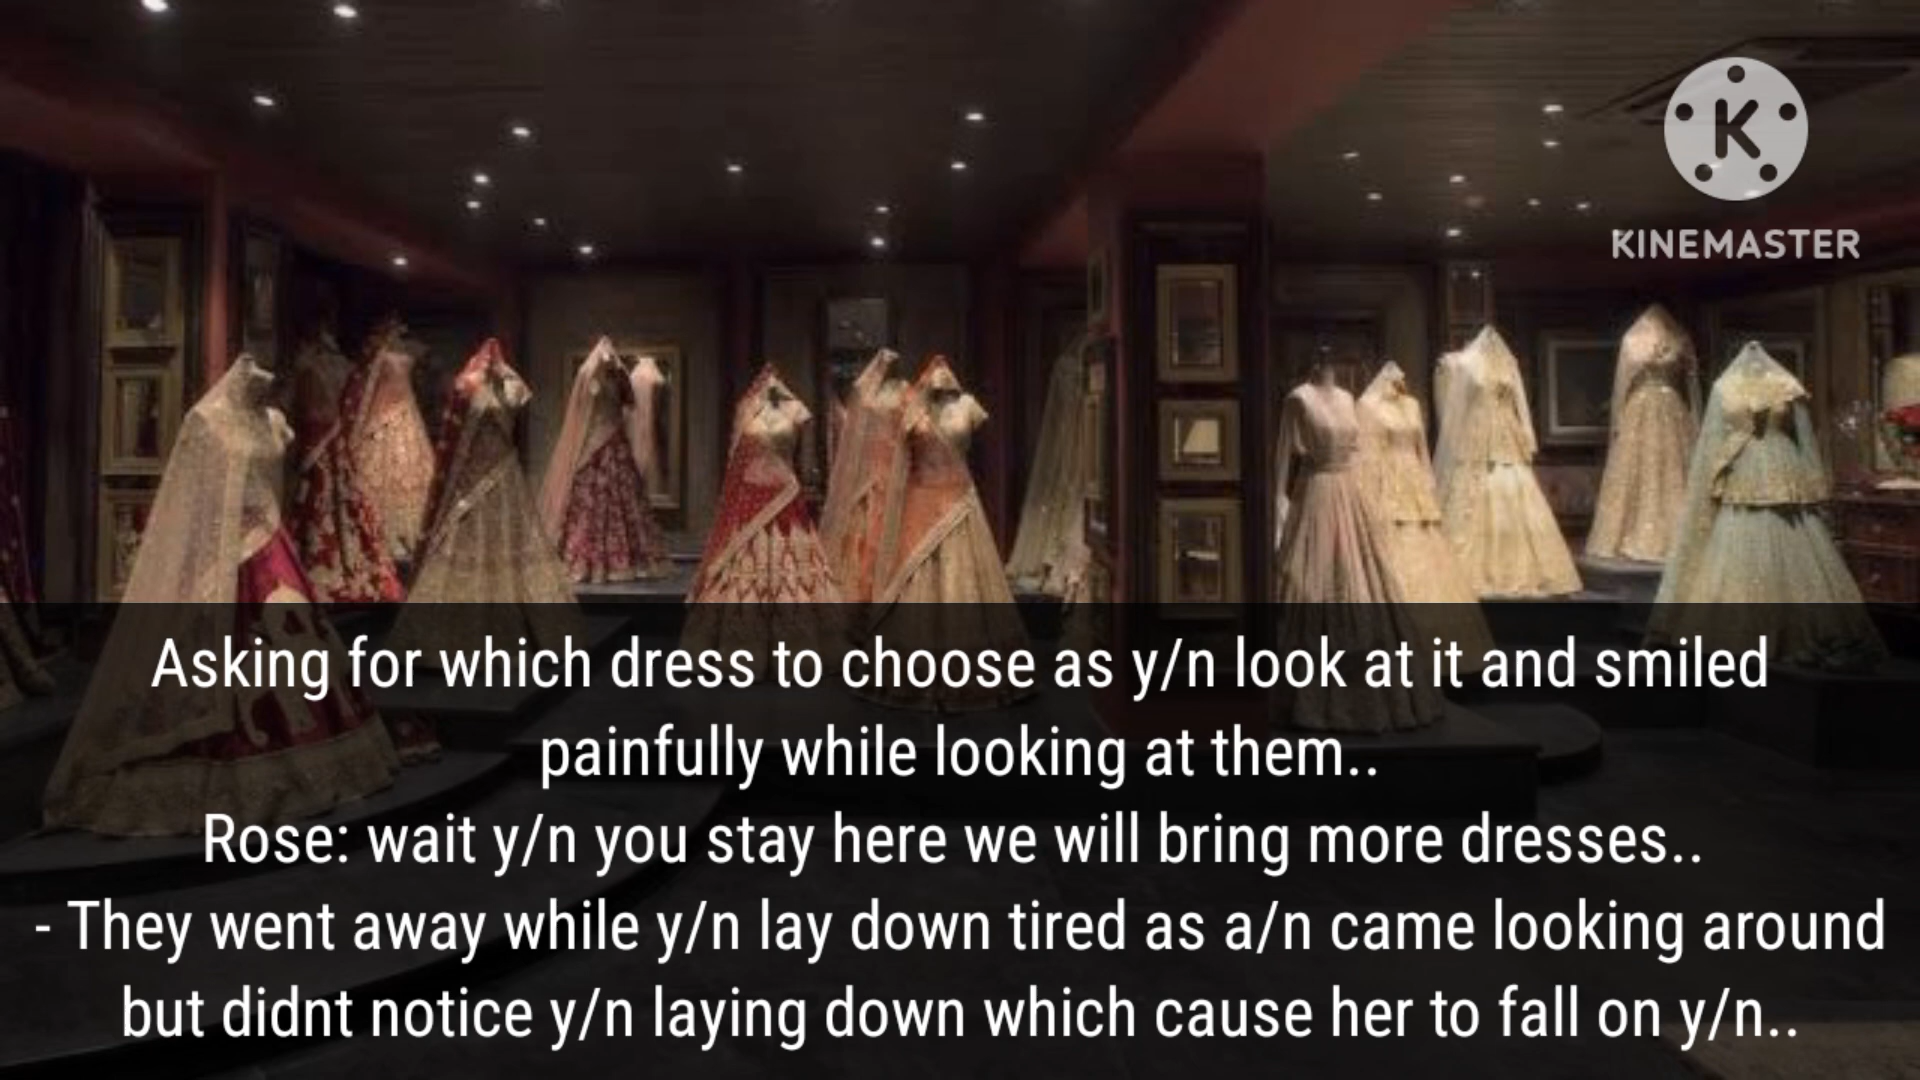 K
KINEMASTER
Asking for which dress to choose as y/n look at it and smiled
painfully while looking at them..
Rose: wait y/n you stay here we will bring more dresses..
- They went away while y/n lay down tired as a/n came looking around
but didnt notice y/n laying down which cause her to fall on y/n..